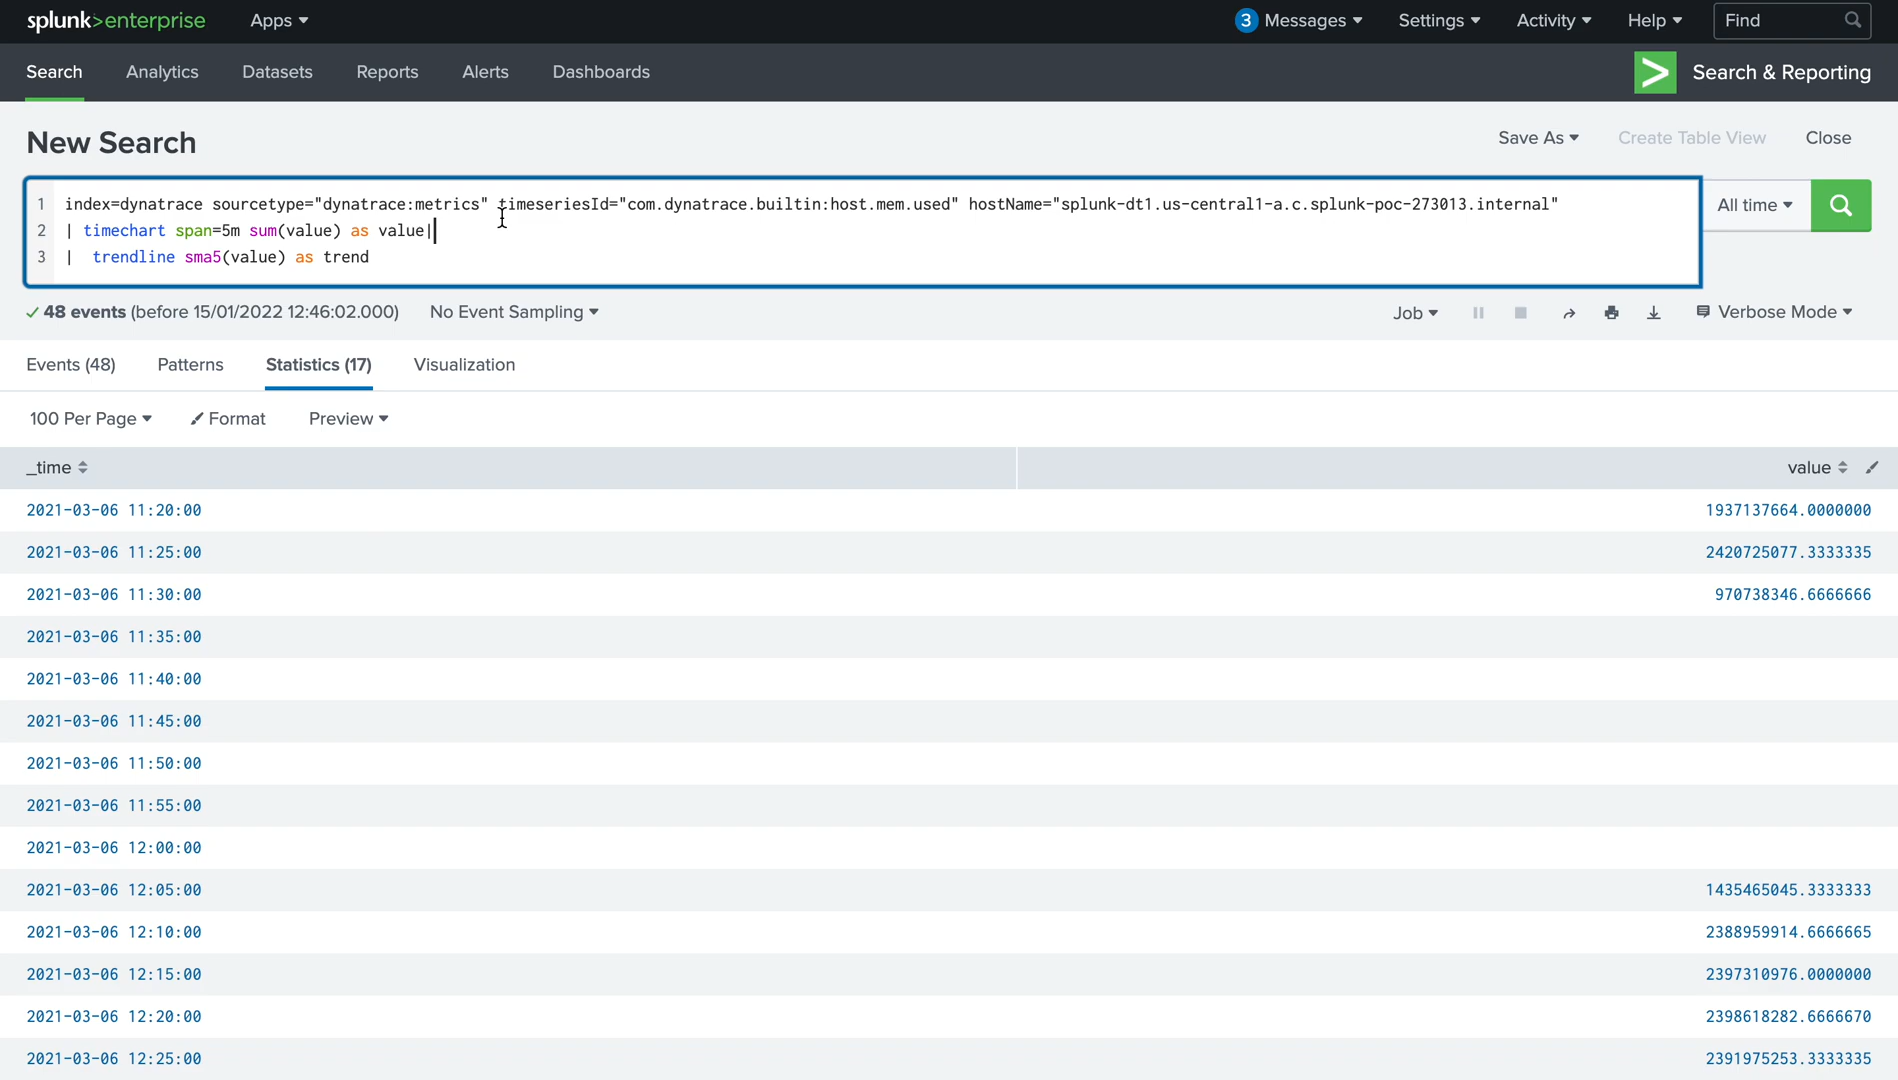 splunk>enterprise Apps 3 Messages Settings Activity Help Find
Search Analytics Datasets Reports Alerts Dashboards Search & Reporting
New Search Save As Create Table View Close
1 index=dynatrace sourcetype="dynatrace:metrics" timeseriesId="com.dynatrace.builtin:host.mem.used" hostName="splunk-dt1.us-central1-a.c.splunk-poc-273013.internal" All time
2 | timechart span=5m sum(value) as value|
3 | trendline sma5(value) as trend
48 events (before 15/01/2022 12:46:02.000) No Event Sampling Job Verbose Mode
Events (48) Patterns Statistics (17) Visualization
100 Per Page Format Preview
_time value
2021-03-06 11:20:00 1937137664.0000000
2021-03-06 11:25:00 2420725077.3333335
2021-03-06 11:30:00 970738346.6666666
2021-03-06 11:35:00
2021-03-06 11:40:00
2021-03-06 11:45:00
2021-03-06 11:50:00
2021-03-06 11:55:00
2021-03-06 12:00:00
2021-03-06 12:05:00 1435465045.3333333
2021-03-06 12:10:00 2388959914.6666665
2021-03-06 12:15:00 2397310976.0000000
2021-03-06 12:20:00 2398618282.6666670
2021-03-06 12:25:00 2391975253.3333335